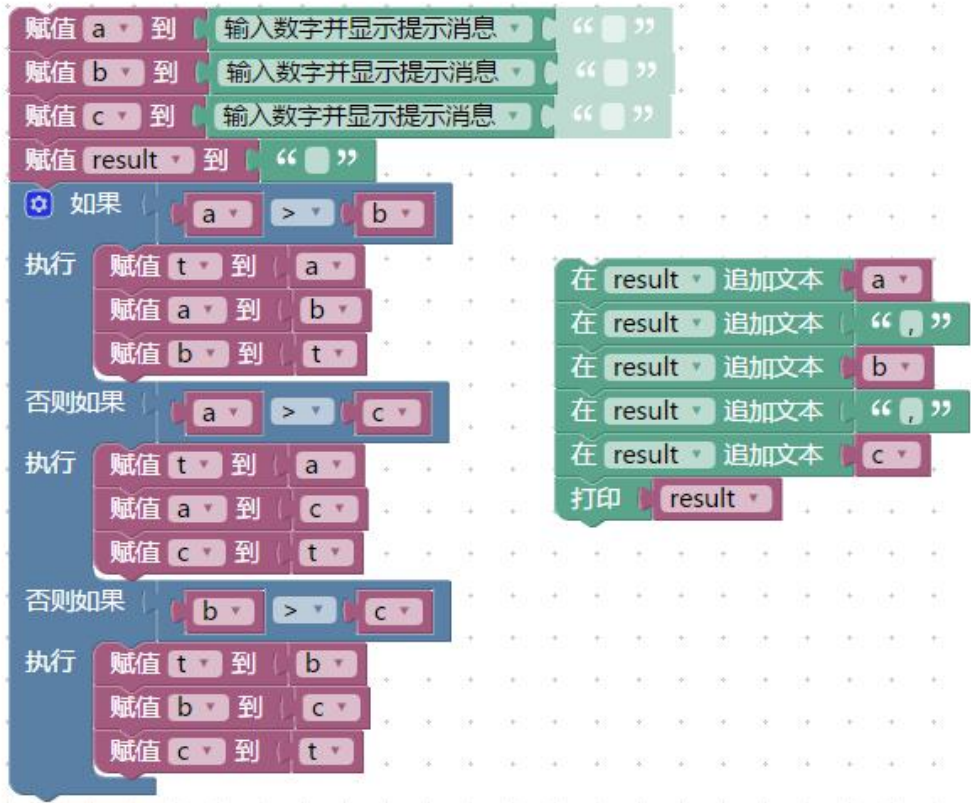 赋值 a 到 输入数字并显示提示消息 “ ”
赋值 b 到 输入数字并显示提示消息 “ ”
赋值 c 到 输入数字并显示提示消息 “ ”
赋值 result 到 “ ”
如果 a > b
执行 赋值 t 到 a
赋值 a 到 b
赋值 b 到 t
否则如果 a > c
执行 赋值 t 到 a
赋值 a 到 c
赋值 c 到 t
否则如果 b > c
执行 赋值 t 到 b
赋值 b 到 c
赋值 c 到 t
在 result 追加文本 a
在 result 追加文本 “ , ”
在 result 追加文本 b
在 result 追加文本 “ , ”
在 result 追加文本 c
打印 result